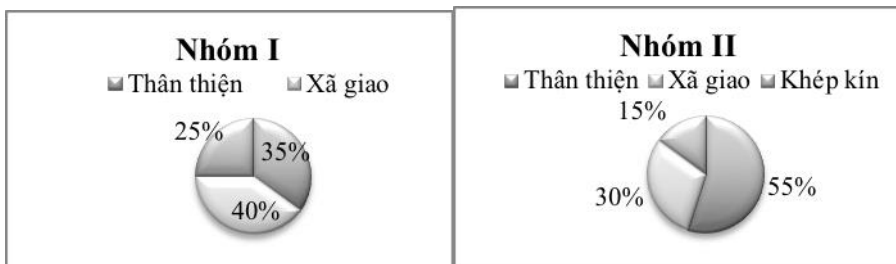 Nhóm I
Thân thiện Xã giao
25%
35%
40%
Nhóm II
Thân thiện Xã giao Khép kín
15%
30%
55%